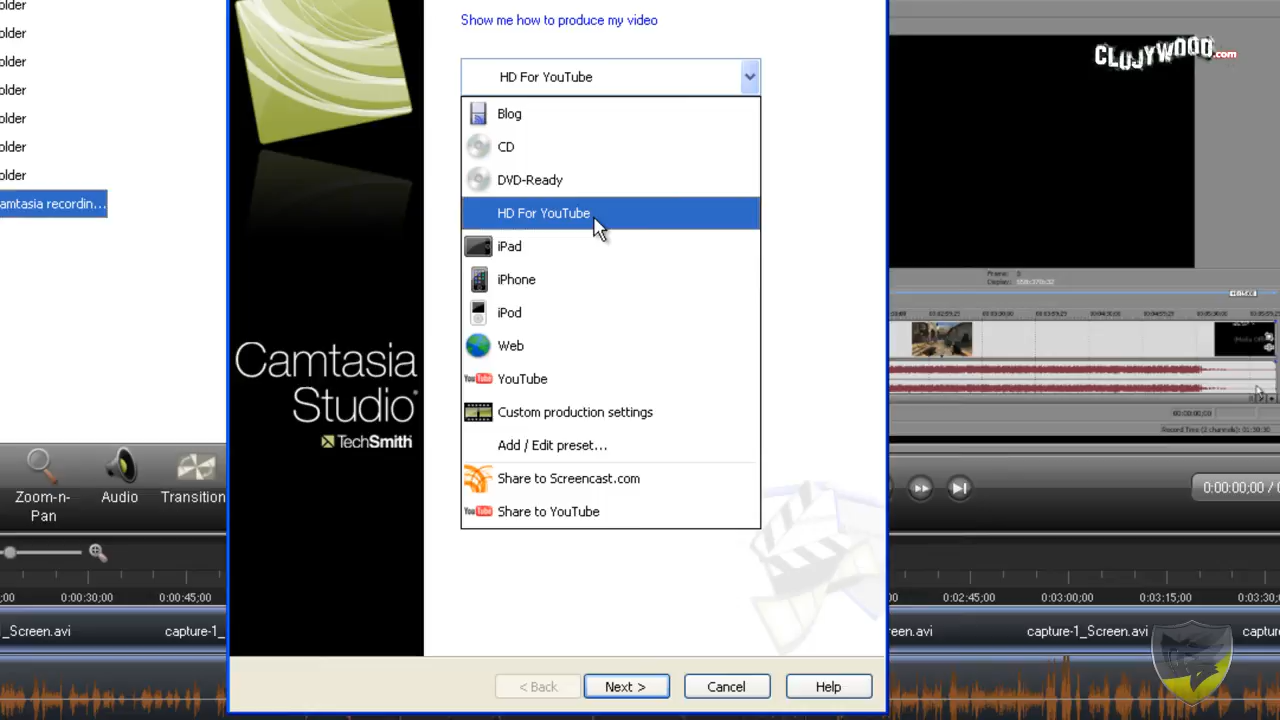 older
older
older
older
older
older
older
amtasia recordin...
Show me how to produce my video
HD For YouTube
Blog
CD
DVD-Ready
HD For YouTube
iPad
iPhone
iPod
Web
YouTube
Custom production settings
Add / Edit preset...
Share to Screencast.com
Share to YouTube
Camtasia
Studio®
TechSmith
CLUJYWOOD.com
Zoom-n-
Pan
Audio
Transition
0:00:00;00 /
00:00:30;00
00:00:45;00
0:02:45;00
0:03:00;00
0:03:15;00
0:03:30;
_Screen.avi
capture-1_
een.avi
capture-1_Screen.avi
captu
< Back
Next >
Cancel
Help